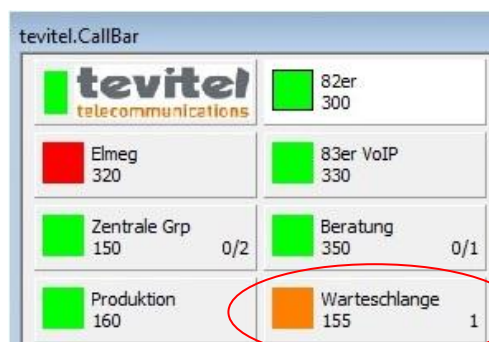 tevitel.CallBar
tevitel
telecommunications
82er
300
Elmeg
320
83er VoIP
330
Zentrale Grp
150 0/2
Beratung
350 0/1
Produktion
160
Warteschlange
155 1